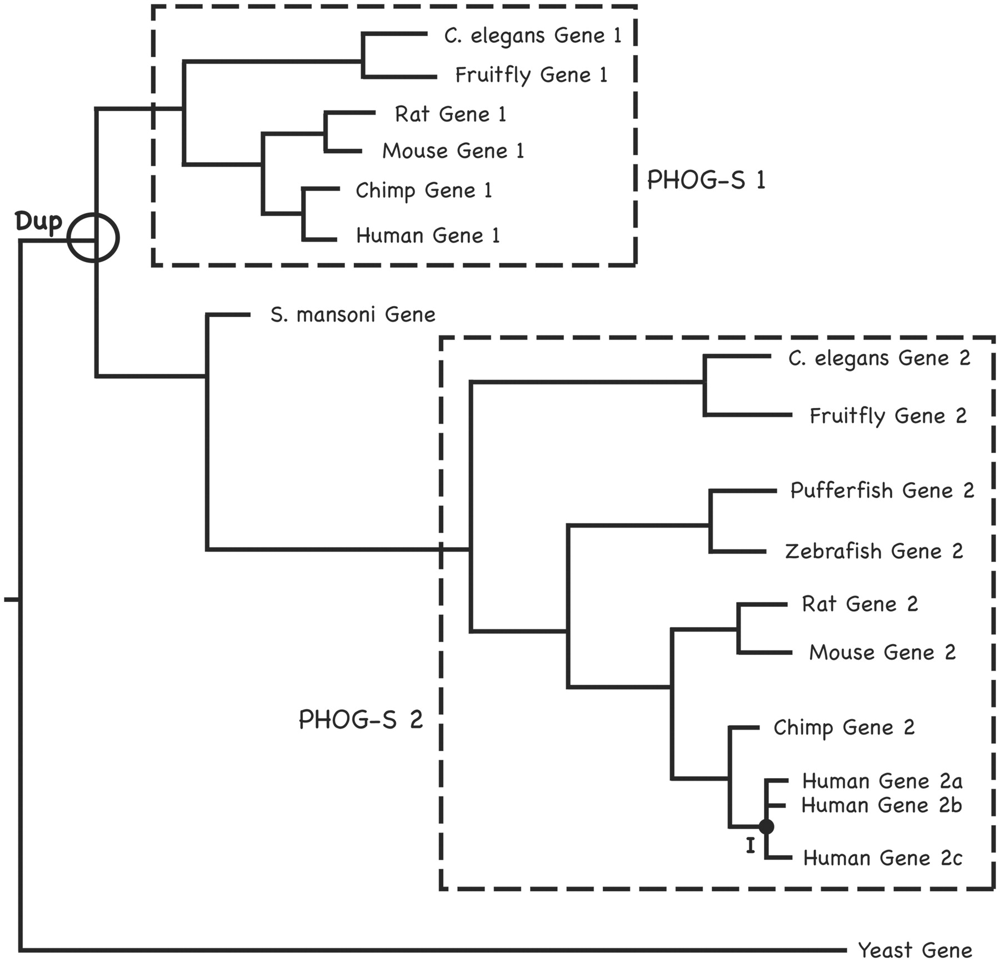 C. elegans Gene 1
Fruitfly Gene 1
Rat Gene 1
Mouse Gene 1
PHOG-S 1
Chimp Gene 1
Dup
Human Gene 1
S. mansoni Gene
C. elegans Gene 2
Fruitfly Gene 2
Pufferfish Gene 2
Zebrafish Gene 2
Rat Gene 2
Mouse Gene 2
PHOG-S 2
Chimp Gene 2
Human Gene 2a
Human Gene 2b
I
Human Gene 2c
Yeast Gene